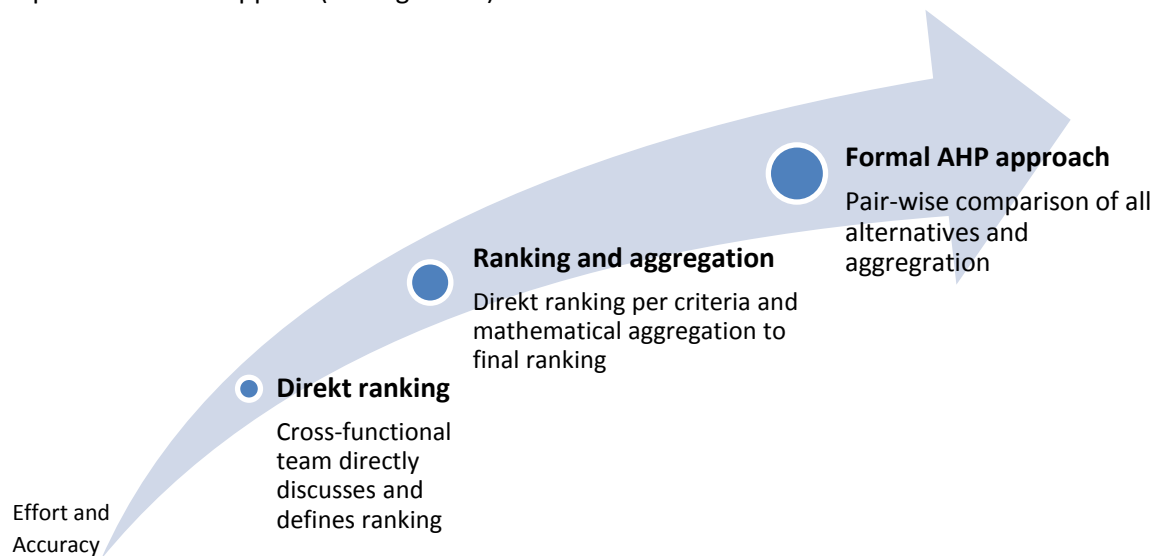 Formal AHP approach
Pair-wise comparison of all
alternatives and
aggregration
Ranking and aggregation
Direkt ranking per criteria and
mathematical aggregation to
final ranking
Direkt ranking
Cross-functional
team directly
discusses and
defines ranking
Effort and
Accuracy